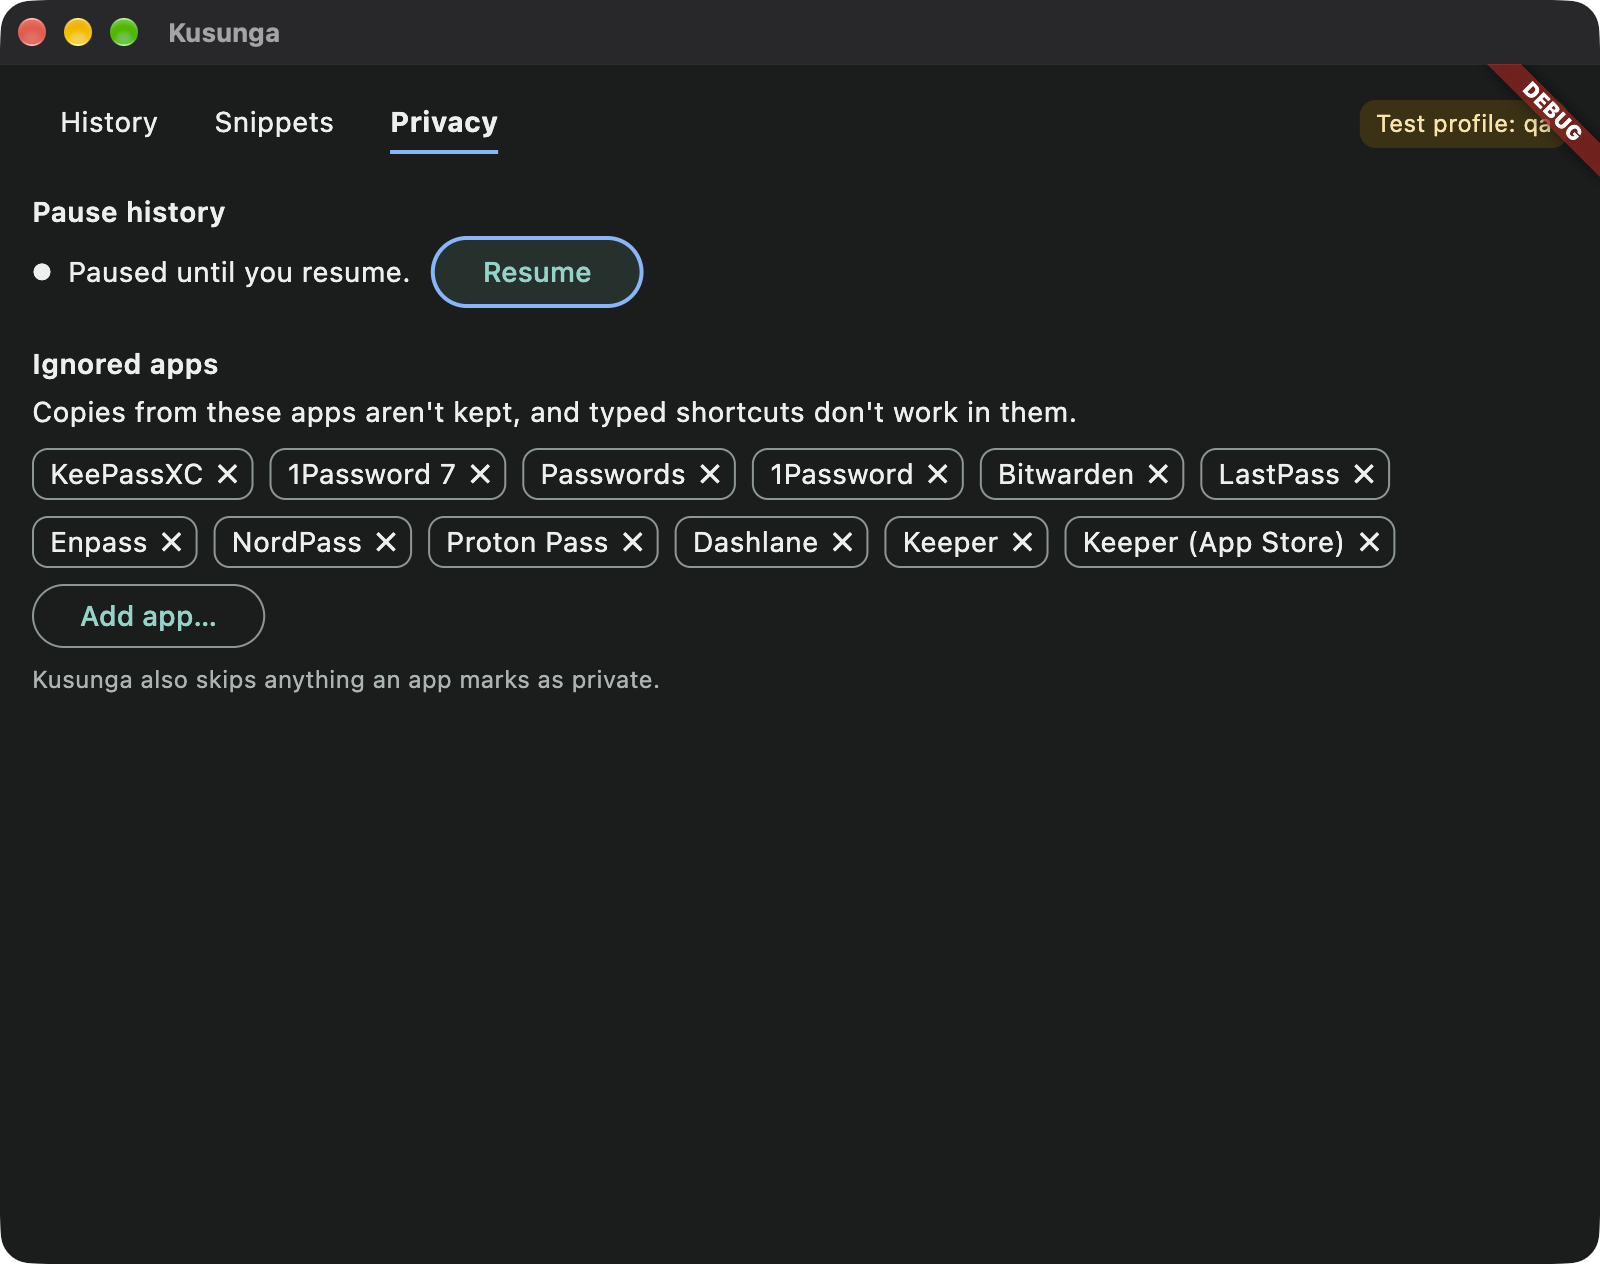 Kusunga
History Snippets Privacy
Test profile: qa
DEBUG
Pause history
Paused until you resume. Resume
Ignored apps
Copies from these apps aren't kept, and typed shortcuts don't work in them.
KeePassXC 1Password 7 Passwords 1Password Bitwarden LastPass
Enpass NordPass Proton Pass Dashlane Keeper Keeper (App Store)
Add app...
Kusunga also skips anything an app marks as private.